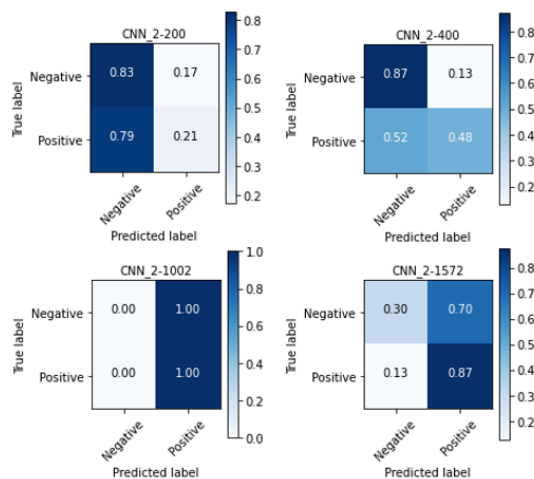 CNN_2-200
True label
Negative
Positive
0.83 0.17
0.79 0.21
Negative Positive
Predicted label
0.8
0.7
0.6
0.5
0.4
0.3
0.2
CNN_2-400
True label
Negative
Positive
0.87 0.13
0.52 0.48
Negative Positive
Predicted label
0.8
0.7
0.6
0.5
0.4
0.3
0.2
CNN_2-1002
True label
Negative
Positive
0.00 1.00
0.00 1.00
Negative Positive
Predicted label
1.0
0.8
0.6
0.4
0.2
0.0
CNN_2-1572
True label
Negative
Positive
0.30 0.70
0.13 0.87
Negative Positive
Predicted label
0.8
0.7
0.6
0.5
0.4
0.3
0.2